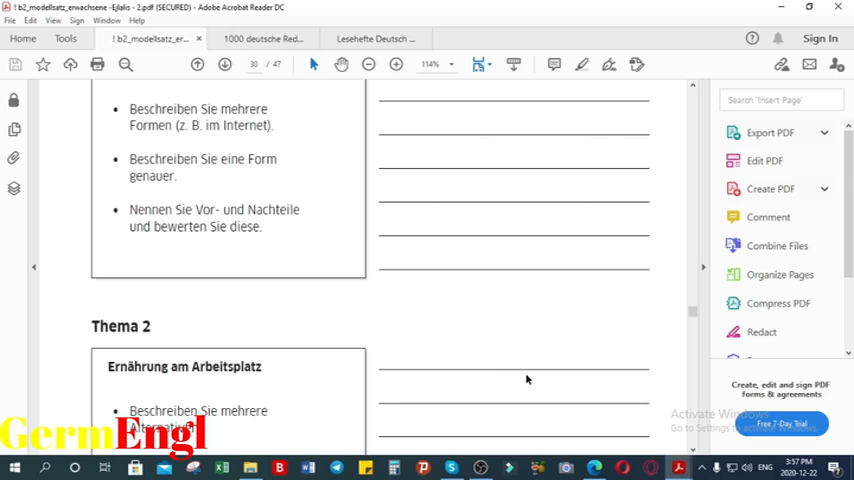 ! b2_modellsatz_erwachsene -Ejlalis - 2.pdf (SECURED) - Adobe Acrobat Reader DC
File Edit View Sign Window Help
Home Tools ! b2_modellsatz_er... × 1000 deutsche Red... Lesehefte Deutsch ... Sign In
30 / 47 114%
Beschreiben Sie mehrere
Formen (z. B. im Internet).
Beschreiben Sie eine Form
genauer.
Nennen Sie Vor- und Nachteile
und bewerten Sie diese.
Thema 2
Ernährung am Arbeitsplatz
Beschreiben Sie mehrere
GermEngl
Search 'Insert Page'
Export PDF
Edit PDF
Create PDF
Comment
Combine Files
Organize Pages
Compress PDF
Redact
Create, edit and sign PDF
forms & agreements
Free 7-Day Trial
Activate Windows
Go to Settings to activate Windows.
ENG
3:57 PM
2020-12-22